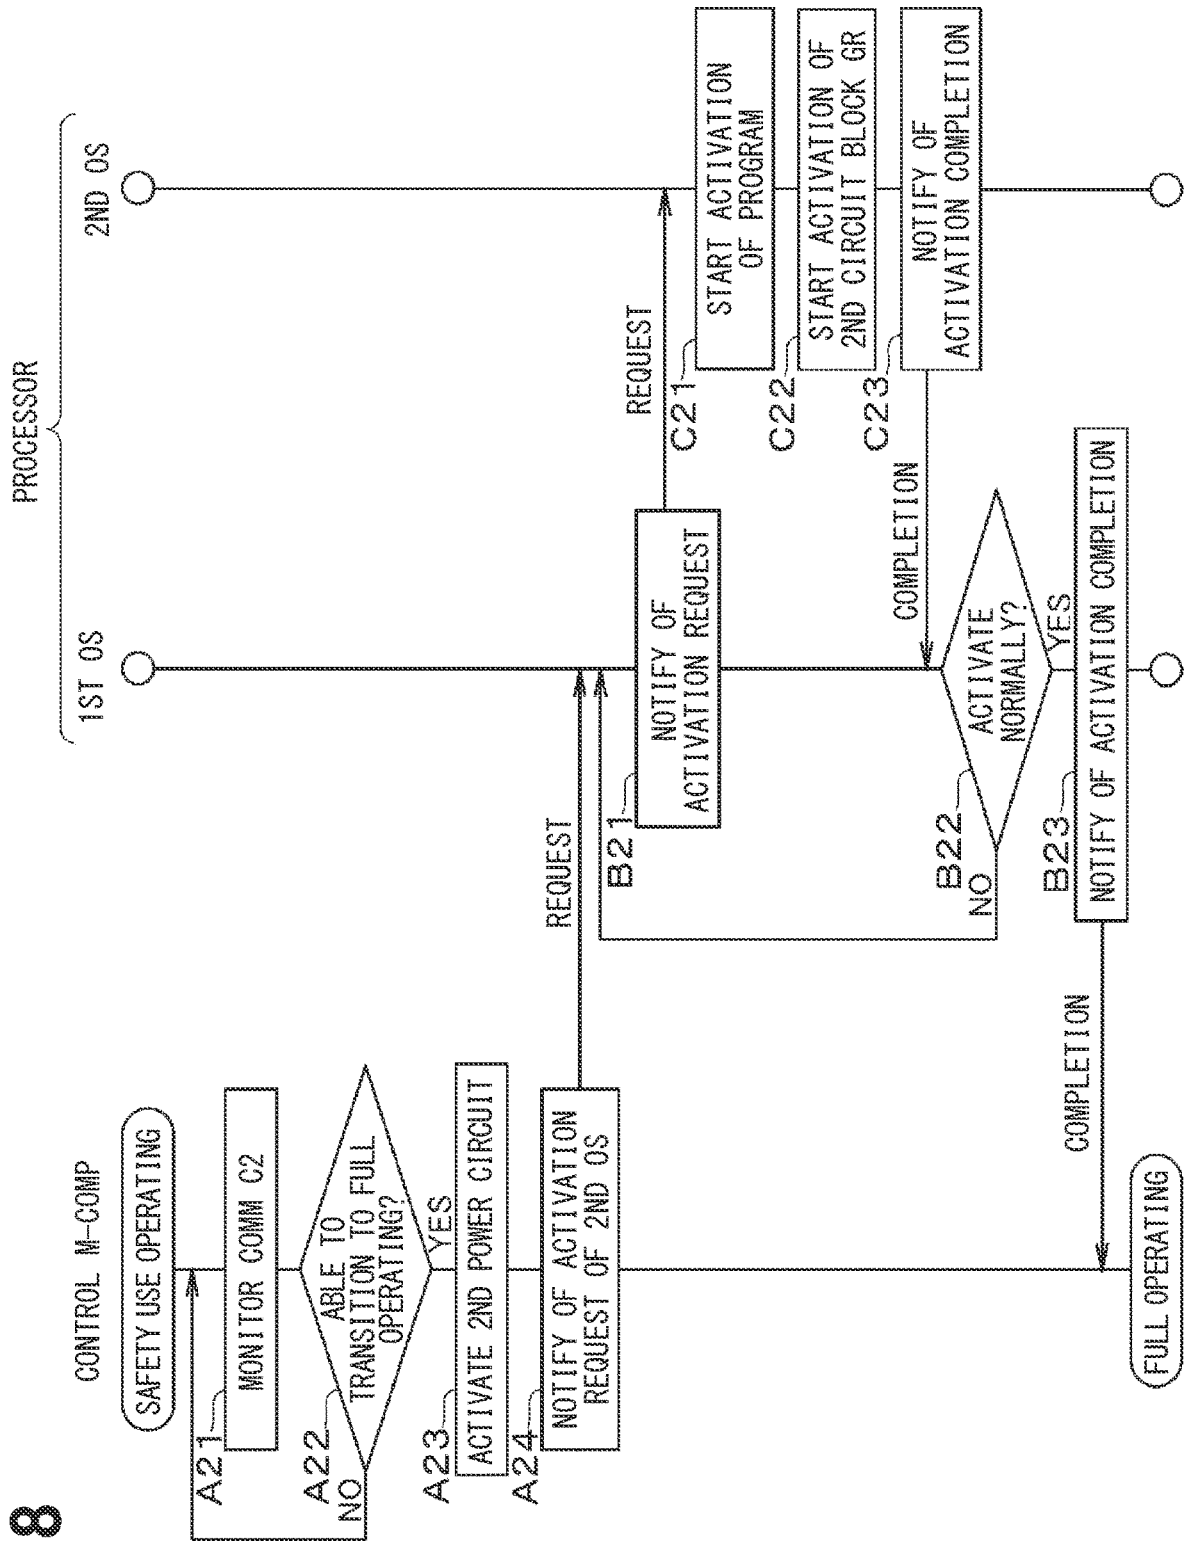 8
CONTROL M-COMP
SAFETY USE OPERATING
A21
MONITOR COMM C2
A22
ABLE TO
TRANSITION TO FULL
OPERATING?
NO
YES
A23
ACTIVATE 2ND POWER CIRCUIT
A24
NOTIFY OF ACTIVATION
REQUEST OF 2ND OS
REQUEST
COMPLETION
FULL OPERATING
PROCESSOR
1ST OS
B21
NOTIFY OF
ACTIVATION REQUEST
REQUEST
COMPLETION
B22
ACTIVATE
NORMALLY?
NO
YES
B23
NOTIFY OF ACTIVATION COMPLETION
2ND OS
C21
START ACTIVATION
OF PROGRAM
C22
START ACTIVATION OF
2ND CIRCUIT BLOCK GR
C23
NOTIFY OF
ACTIVATION COMPLETION